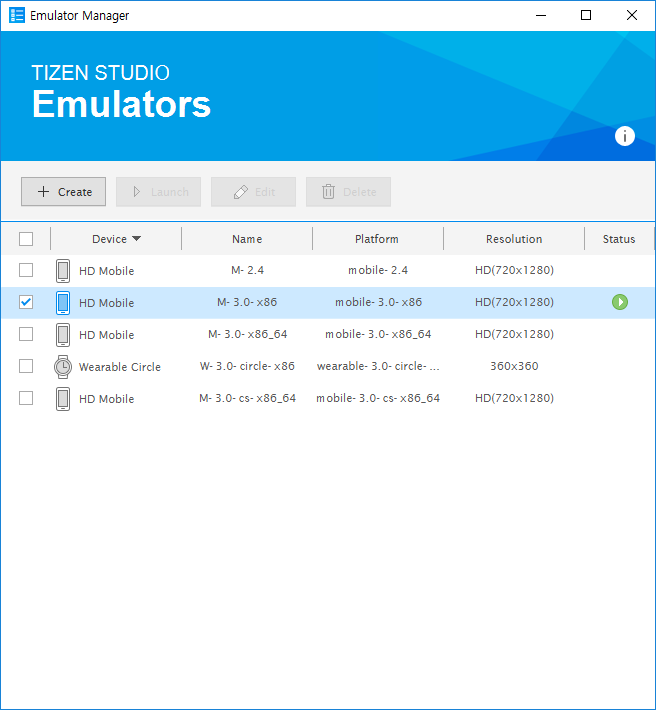 Emulator Manager
TIZEN STUDIO
Emulators
i
Create Launch Edit Delete
Device Name Platform Resolution Status
HD Mobile M- 2.4 mobile- 2.4 HD(720x1280)
HD Mobile M- 3.0- x86 mobile- 3.0- x86 HD(720x1280)
HD Mobile M- 3.0- x86_64 mobile- 3.0- x86_64 HD(720x1280)
Wearable Circle W- 3.0- circle- x86 wearable- 3.0- circle- ... 360x360
HD Mobile M- 3.0- cs- x86_64 mobile- 3.0- cs- x86_64 HD(720x1280)